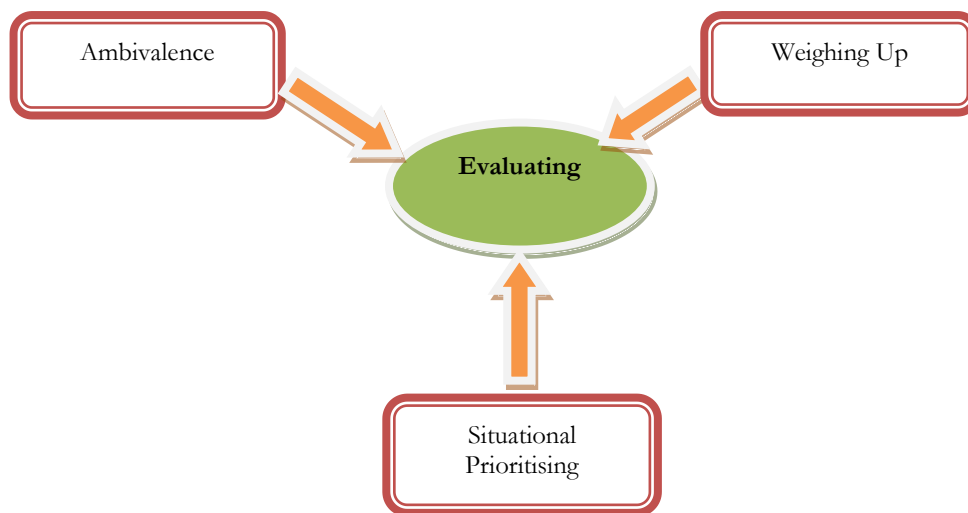 Ambivalence
Weighing Up
Evaluating
Situational
Prioritising